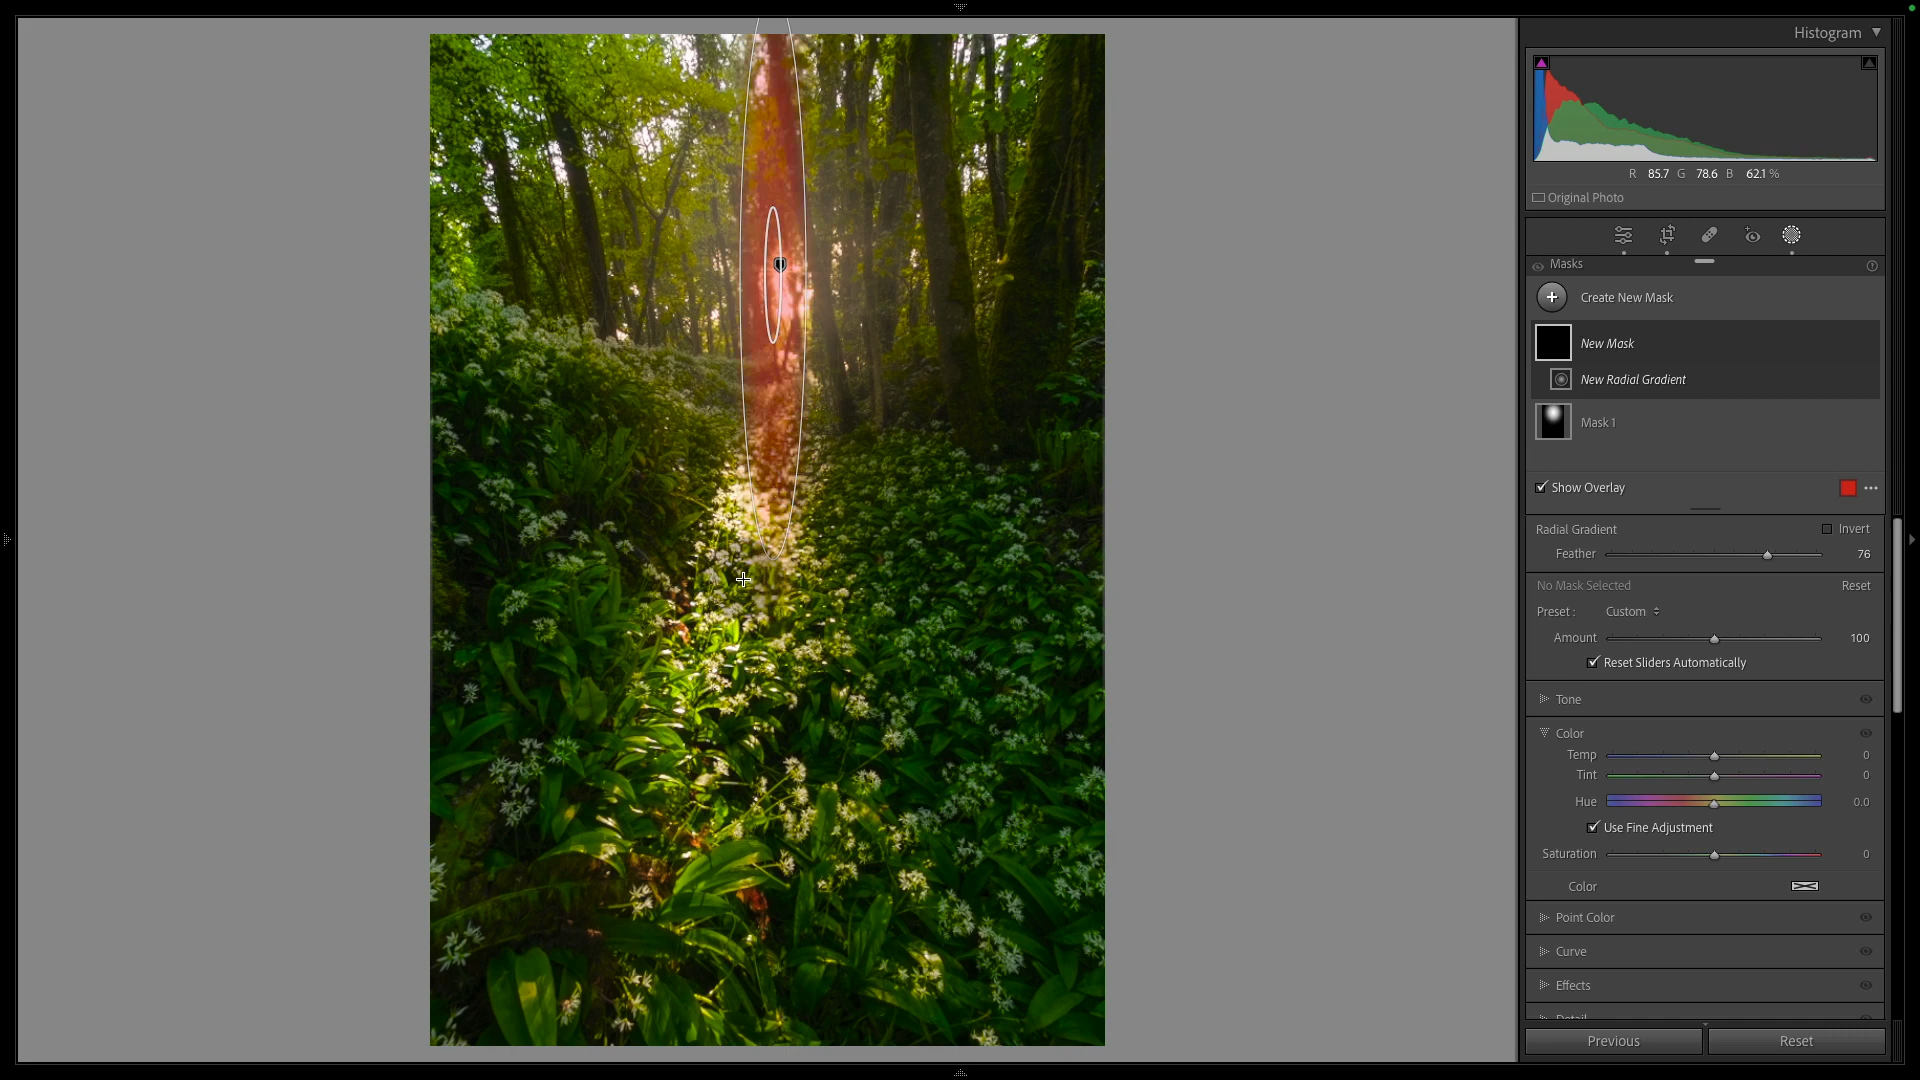 Histogram
R 85.7 G 78.6 B 62.1 %
Original Photo
Masks
Create New Mask
New Mask
New Radial Gradient
Mask 1
Show Overlay
Radial Gradient
Invert
Feather 76
No Mask Selected
Reset
Preset : Custom
Amount 100
Reset Sliders Automatically
Tone
Color
Temp 0
Tint 0
Hue 0.0
Use Fine Adjustment
Saturation 0
Color
Point Color
Curve
Effects
Detail
Previous
Reset